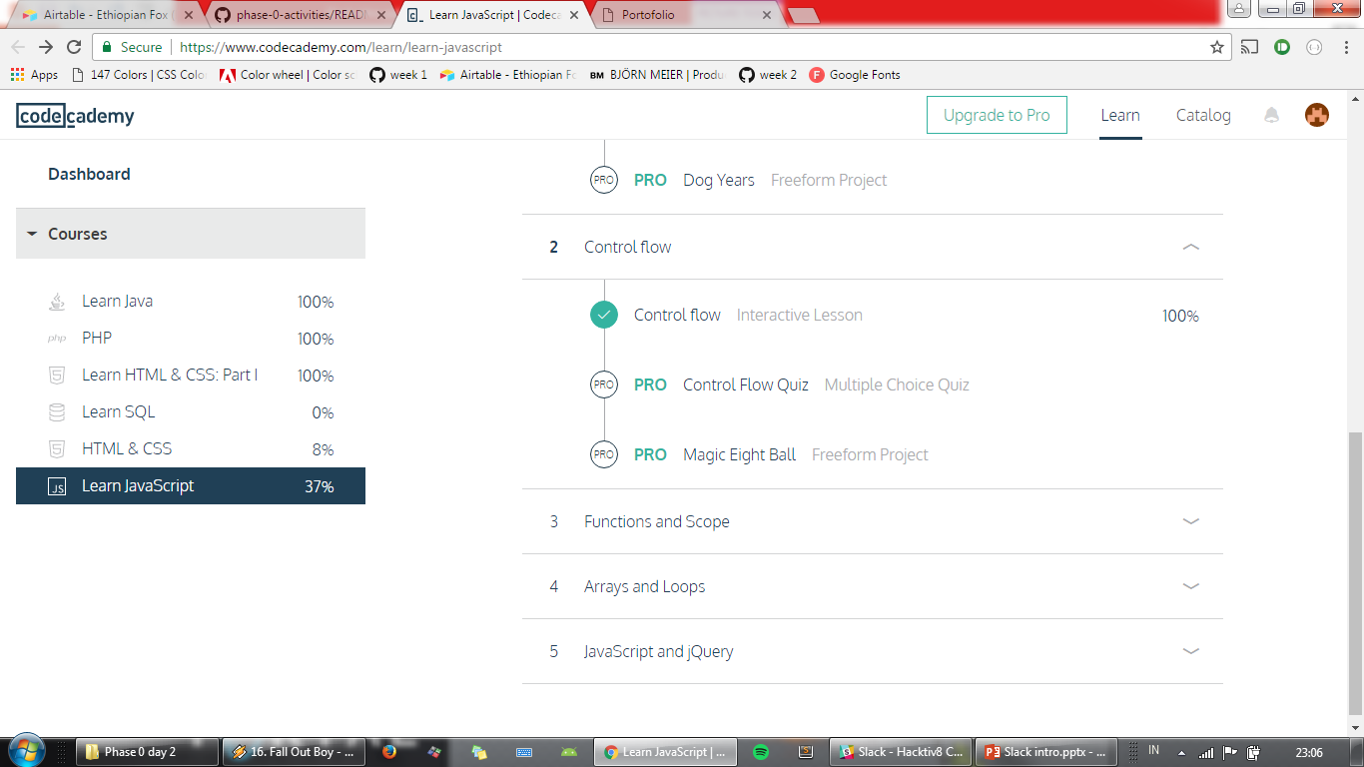 Airtable - Ethiopian Fox
phase-0-activities/READ
Learn JavaScript | Codeca
Portofolio
Secure
https://www.codecademy.com/learn/learn-javascript
Apps
147 Colors | CSS Colo
Color wheel | Color sc
week 1
Airtable - Ethiopian Fo
BM
BJÖRN MEIER | Produ
week 2
F
Google Fonts
codecademy
Upgrade to Pro
Learn
Catalog
Dashboard
PRO
PRO
Dog Years
Freeform Project
Courses
2
Control flow
Learn Java
100%
Control flow
Interactive Lesson
100%
php
PHP
100%
Learn HTML & CSS: Part I
100%
PRO
PRO
Control Flow Quiz
Multiple Choice Quiz
Learn SQL
0%
HTML & CSS
8%
PRO
PRO
Magic Eight Ball
Freeform Project
JS
Learn JavaScript
37%
3
Functions and Scope
4
Arrays and Loops
5
JavaScript and jQuery
Phase 0 day 2
16. Fall Out Boy - ...
Learn JavaScript | ...
Slack - Hacktiv8 C...
Slack intro.pptx - ...
IN
23:06